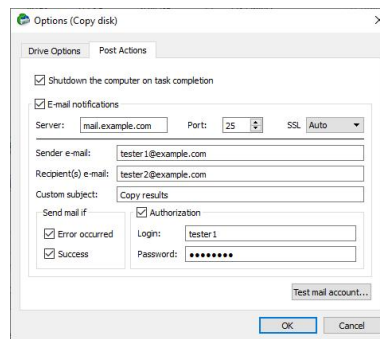 Options (Copy disk)
Drive Options Post Actions
Shutdown the computer on task completion
E-mail notifications
Server: mail.example.com Port: 25 SSL Auto
Sender e-mail: tester1@example.com
Recipient(s) e-mail: tester2@example.com
Custom subject: Copy results
Send mail if Authorization
Error occurred Login: tester1
Success Password: ●●●●●●●●
Test mail account...
OK Cancel